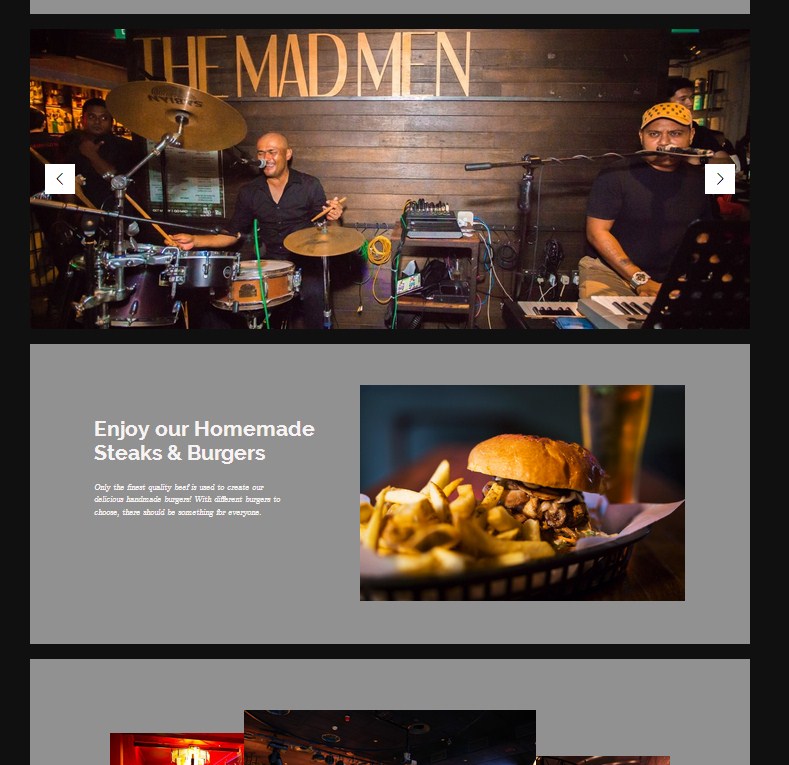 THE MAD MEN
Enjoy our Homemade
Steaks & Burgers
Only the finest quality beef is used to create our
delicious handmade burgers! With different burgers to
choose, there should be something for everyone.